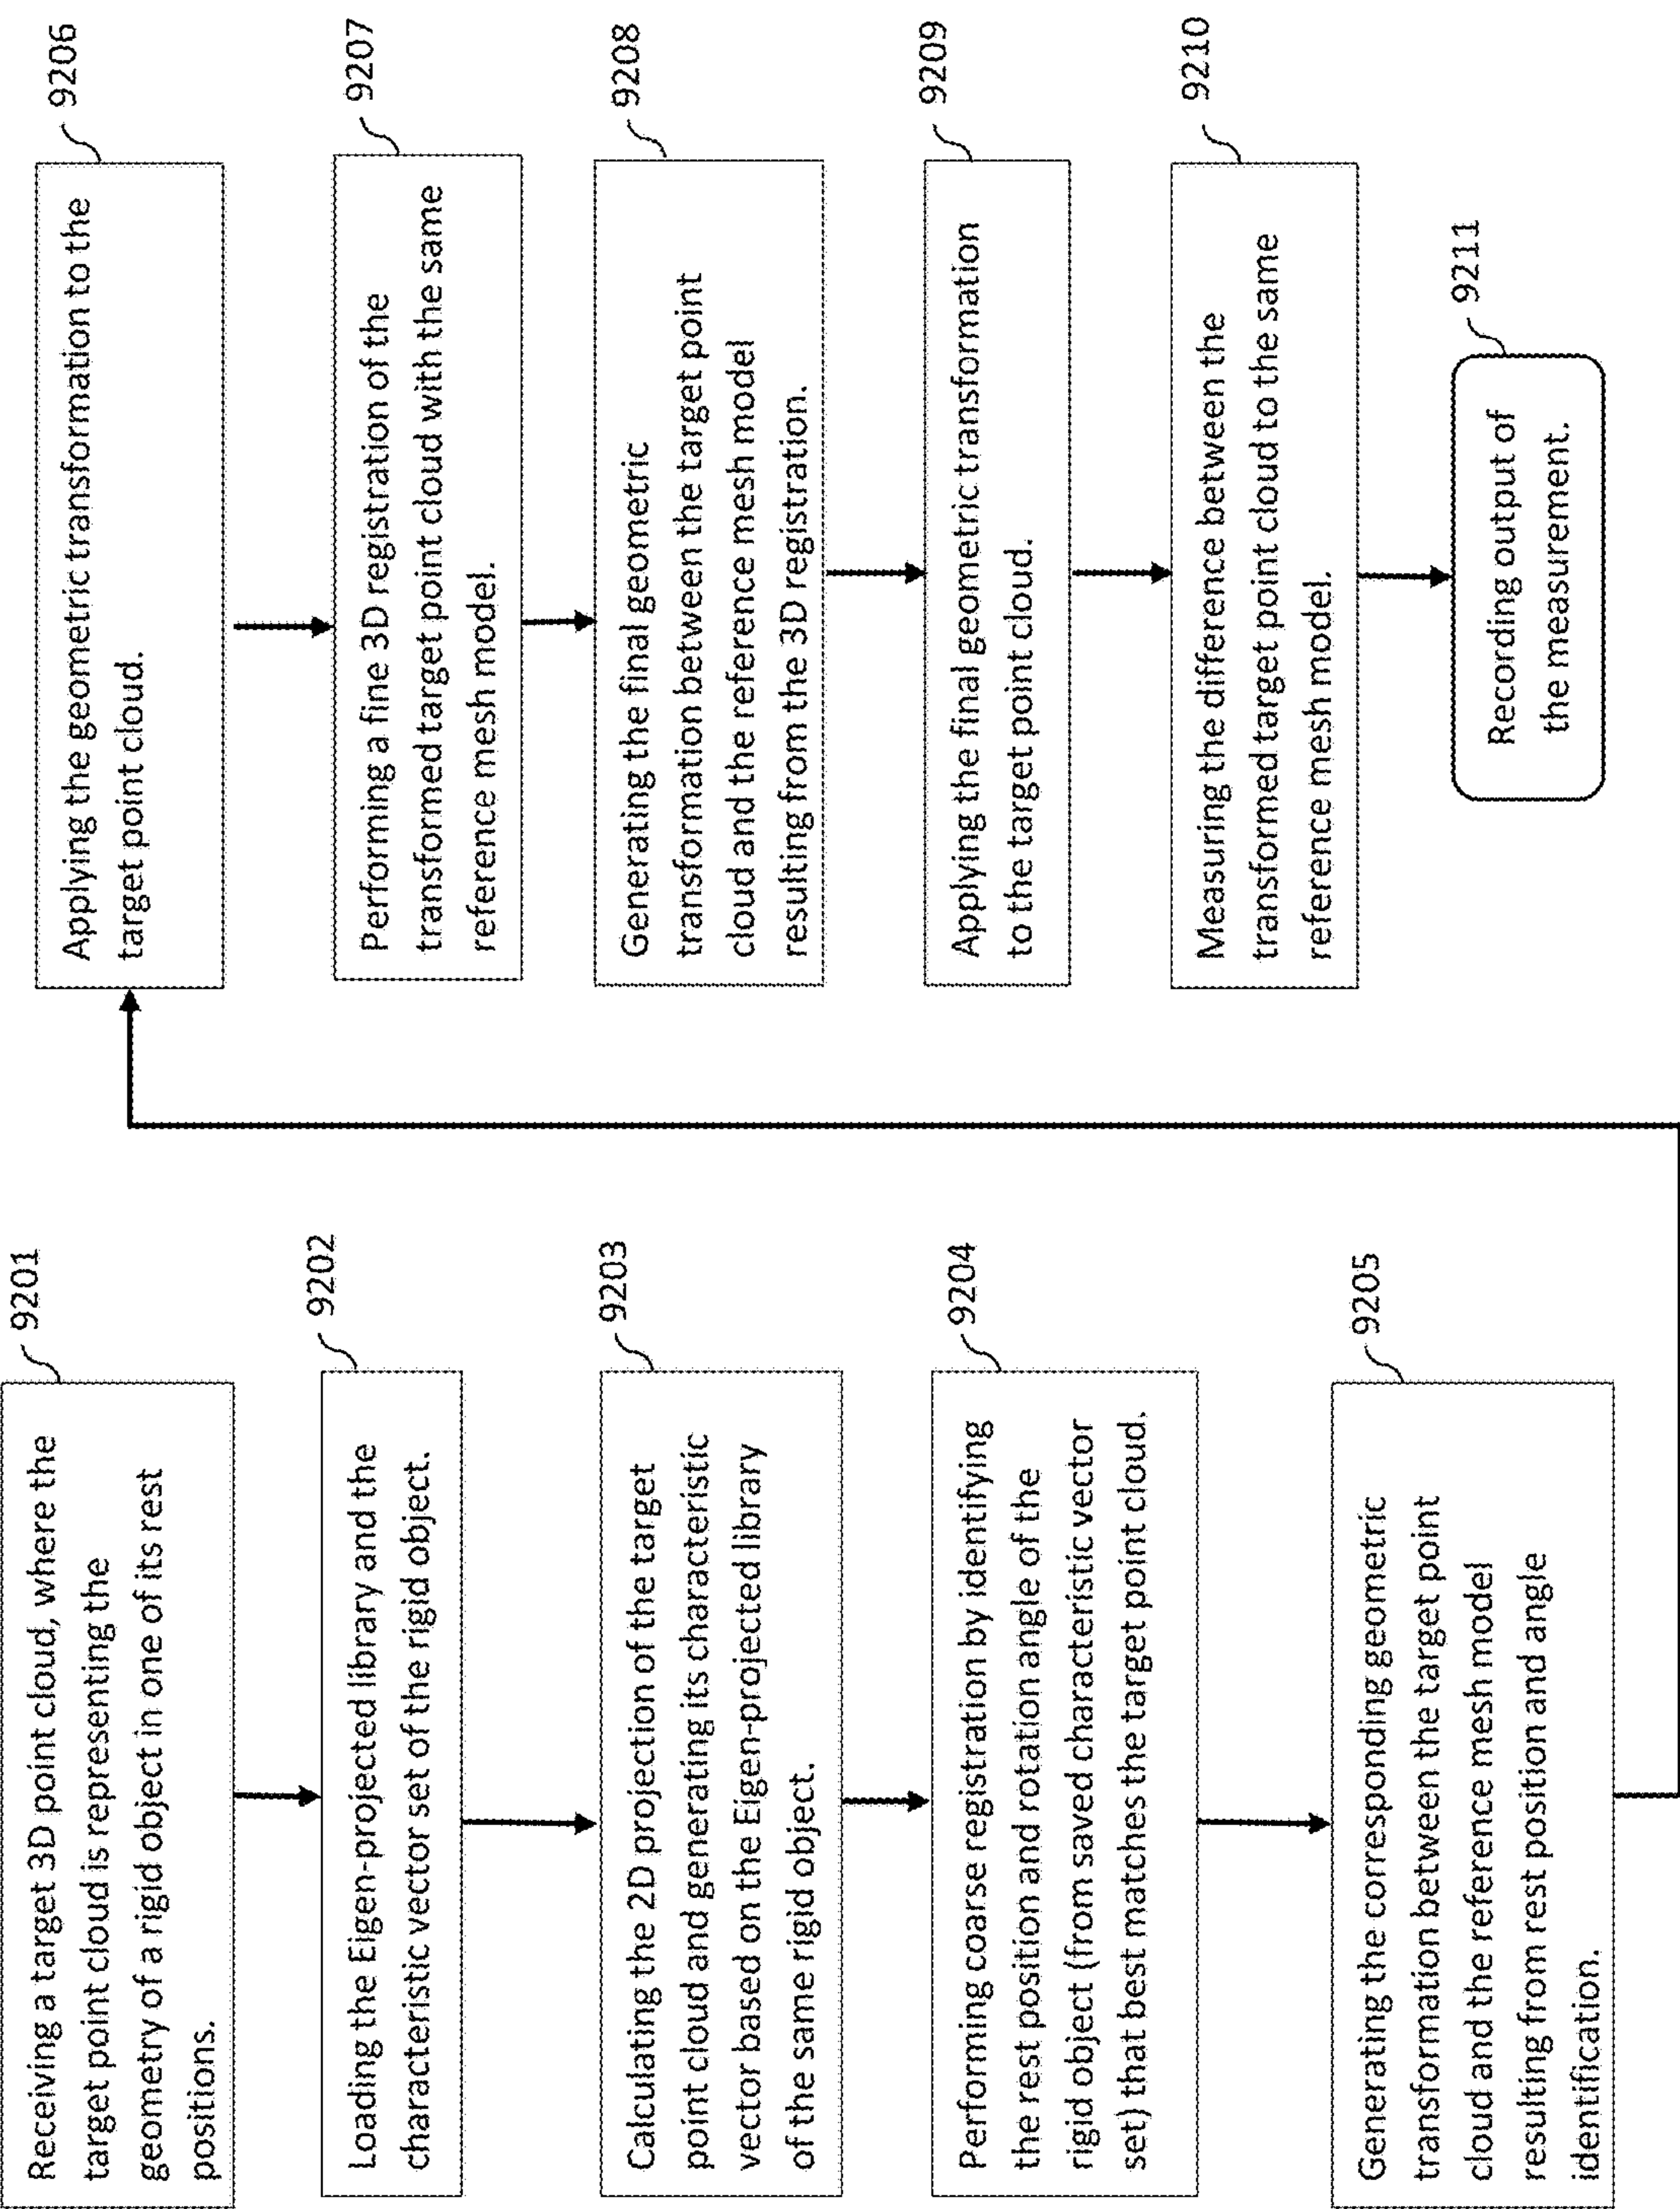 9201
Receiving a target 3D point cloud, where the
target point cloud is representing the
geometry of a rigid object in one of its rest
positions.
9202
Loading the Eigen-projected library and the
characteristic vector set of the rigid object.
9203
Calculating the 2D projection of the target
point cloud and generating its characteristic
vector based on the Eigen-projected library
of the same rigid object.
9204
Performing coarse registration by identifying
the rest position and rotation angle of the
rigid object (from saved characteristic vector
set) that best matches the target point cloud.
9205
Generating the corresponding geometric
transformation between the target point
cloud and the reference mesh model
resulting from rest position and angle
identification.
9206
Applying the geometric transformation to the
target point cloud.
9207
Performing a fine 3D registration of the
transformed target point cloud with the same
reference mesh model.
9208
Generating the final geometric
transformation between the target point
cloud and the reference mesh model
resulting from the 3D registration.
9209
Applying the final geometric transformation
to the target point cloud.
9210
Measuring the difference between the
transformed target point cloud to the same
reference mesh model.
9211
Recording output of
the measurement.